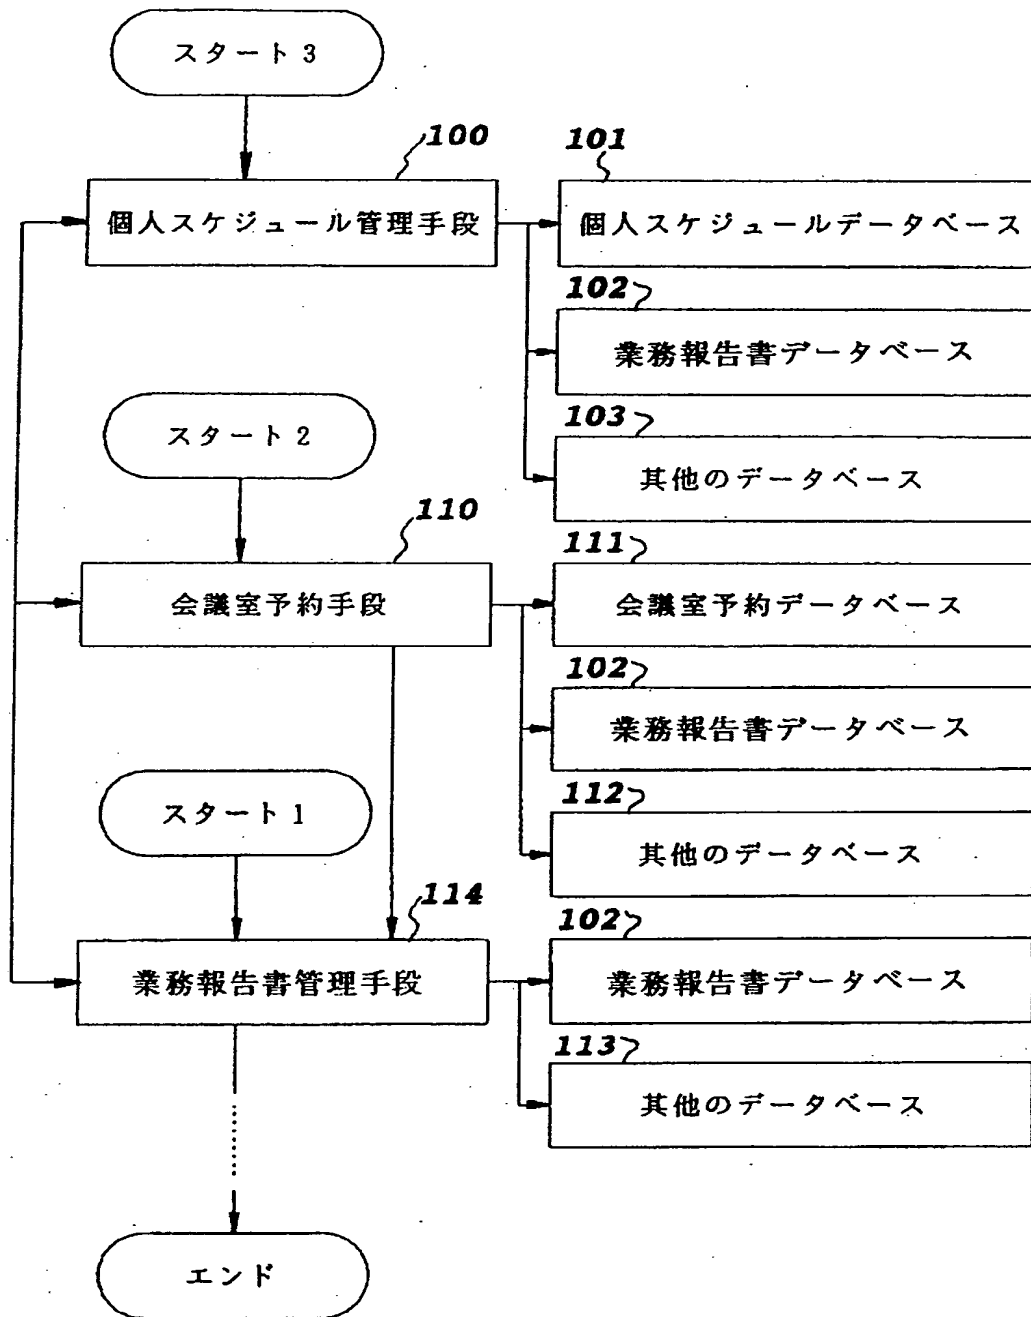 スタート3
100
101
個人スケジュール管理手段
個人スケジュールデータベース
102
業務報告書データベース
スタート2
103
其他のデータベース
110
111
会議室予約手段
会議室予約データベース
102
業務報告書データベース
スタート1
112
其他のデータベース
114
102
業務報告書管理手段
業務報告書データベース
113
其他のデータベース
エンド